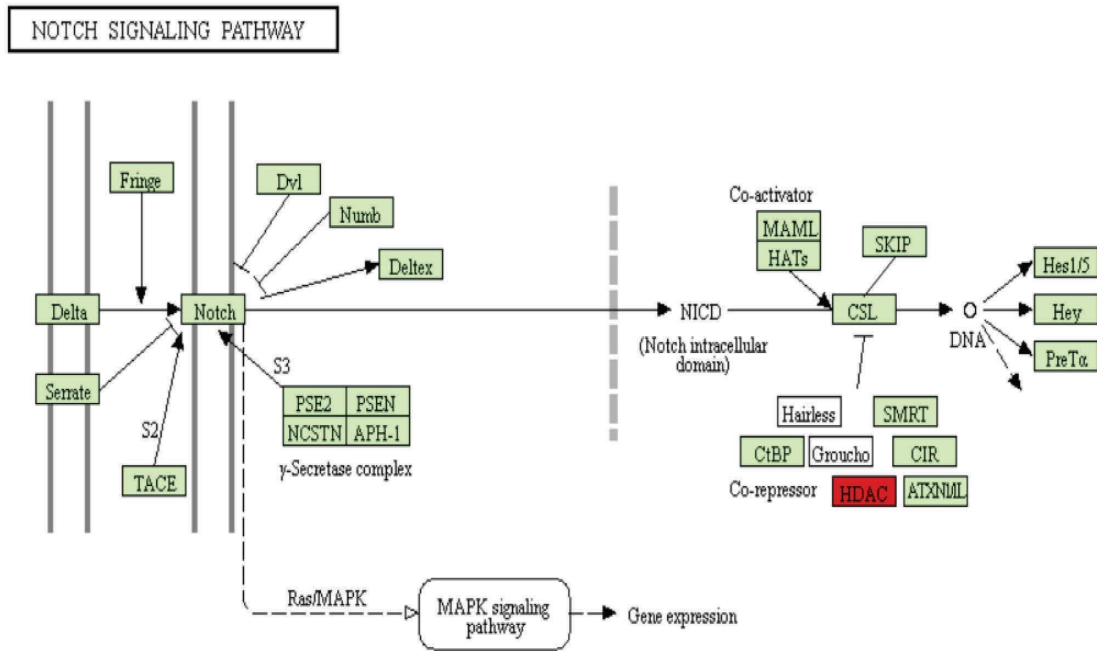 NOTCH SIGNALING PATHWAY
Fringe
Dvl
Numb
Deltex
Co-activator
MAML
HATs
SKIP
Hes1/5
Delta
Notch
NICD
(Notch intracellular
domain)
CSL
DNA
Hey
PreTα
Serrate
S2
TACE
S3
PSE2 PSEN
NCSTN APH-1
γ-Secretase complex
Hairless
SMRT
CtBP
Groucho
CIR
Co-repressor
HDAC
Ras/MAPK
MAPK signaling
pathway
Gene expression